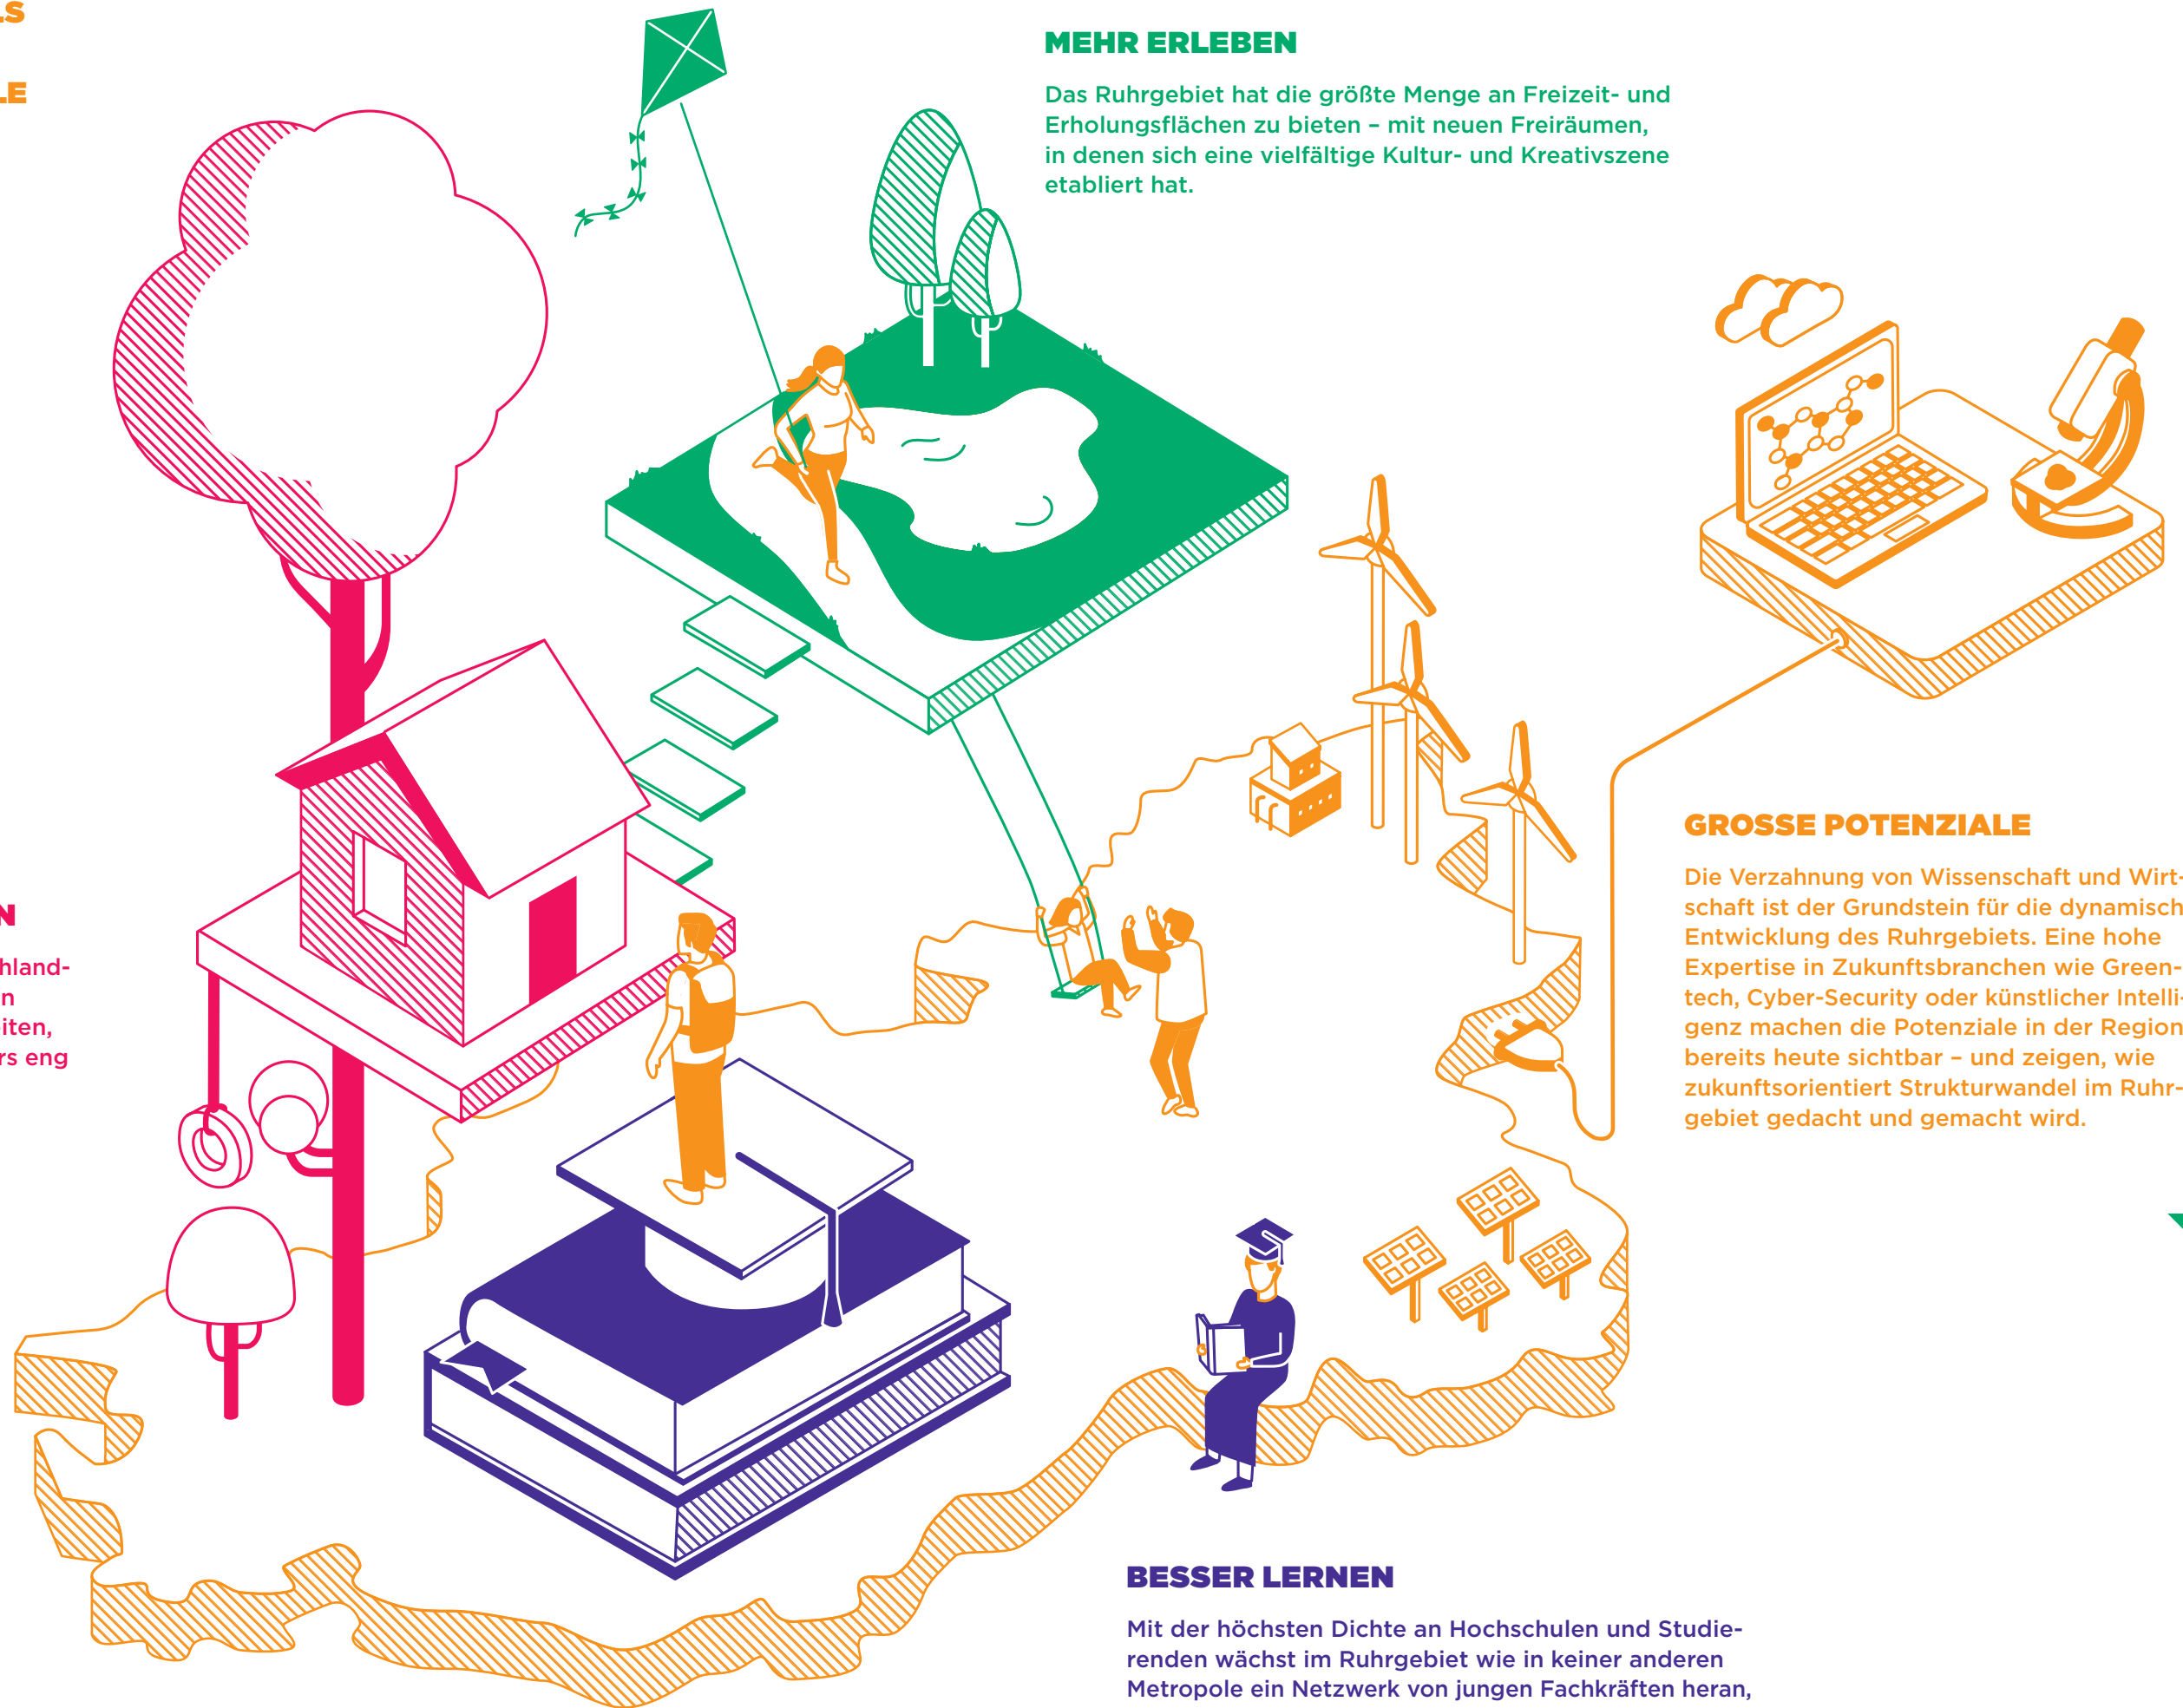 MEHR ERLEBEN
Das Ruhrgebiet hat die größte Menge an Freizeit- und
Erholungsflächen zu bieten – mit neuen Freiräumen,
in denen sich eine vielfältige Kultur- und Kreativszene
etabliert hat.
GROSSE POTENZIALE
Die Verzahnung von Wissenschaft und Wirt-
schaft ist der Grundstein für die dynamisch
Entwicklung des Ruhrgebiets. Eine hohe
Expertise in Zukunftsbranchen wie Green-
tech, Cyber-Security oder künstlicher Intelli-
genz machen die Potenziale in der Region
bereits heute sichtbar – und zeigen, wie
zukunftsorientiert Strukturwandel im Ruhr-
gebiet gedacht und gemacht wird.
hland-
n
iten,
rs eng
BESSER LERNEN
Mit der höchsten Dichte an Hochschulen und Studie-
renden wächst im Ruhrgebiet wie in keiner anderen
Metropole ein Netzwerk von jungen Fachkräften heran,